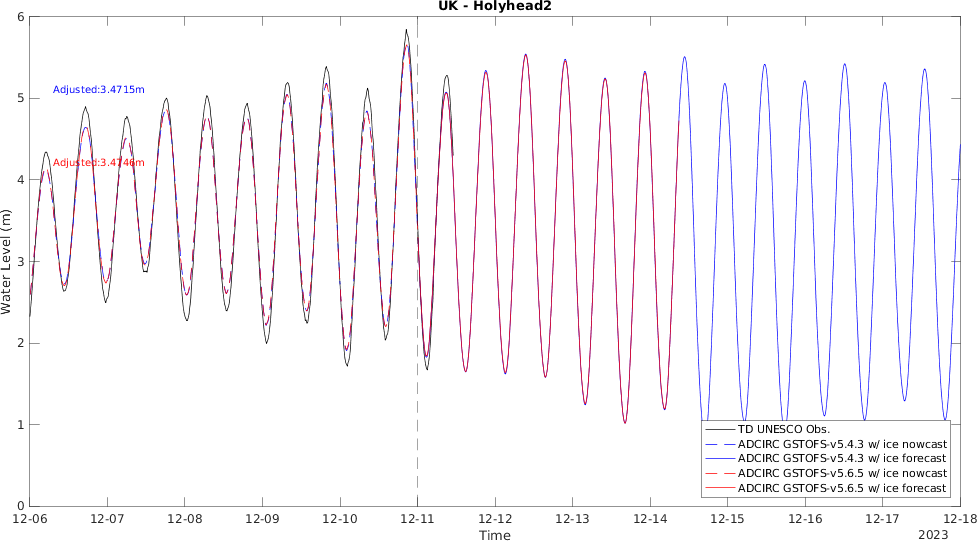 UK - Holyhead2
6
5
4
3
2
1
0
Water Level (m)
Adjusted:3.4715m
Adjusted:3.4746m
TD UNESCO Obs.
ADCIRC GSTOFS-v5.4.3 w/ ice nowcast
ADCIRC GSTOFS-v5.4.3 w/ ice forecast
ADCIRC GSTOFS-v5.6.5 w/ ice nowcast
ADCIRC GSTOFS-v5.6.5 w/ ice forecast
12-06 12-07 12-08 12-09 12-10 12-11 12-12 12-13 12-14 12-15 12-16 12-17 12-18
Time
2023